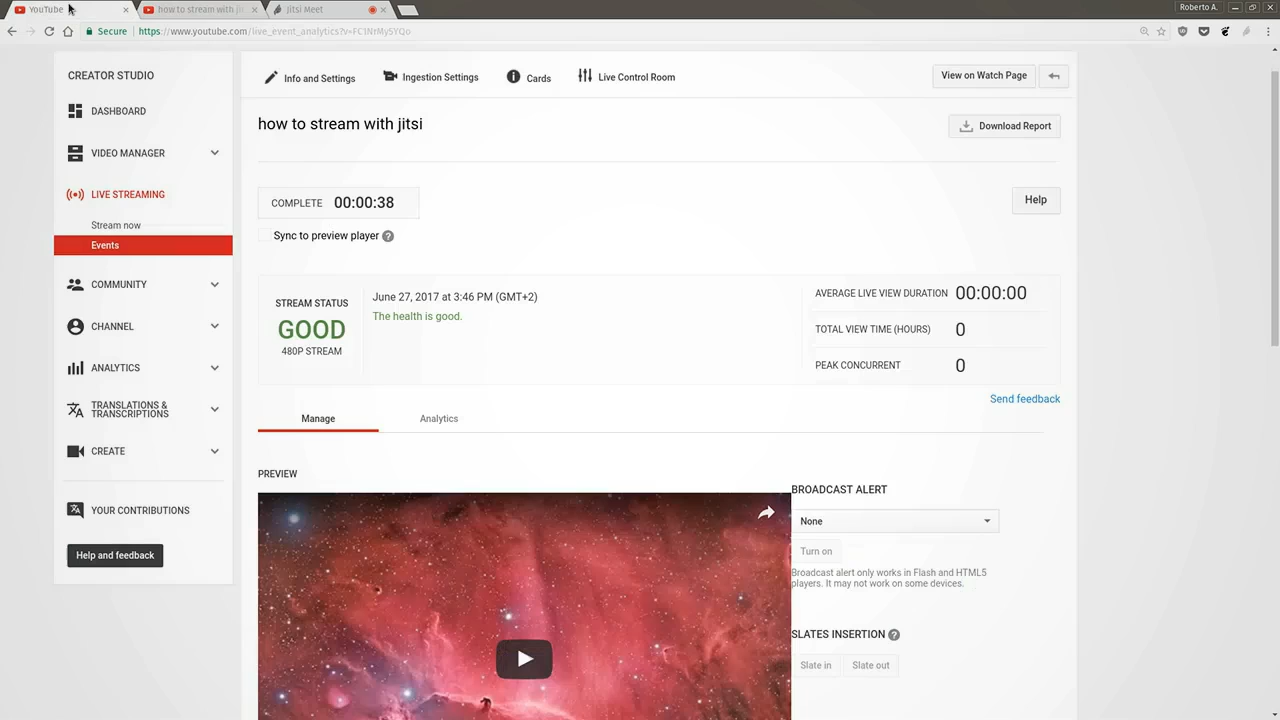 YouTube
how to stream with ji
Jitsi Meet
Roberto A.
Secure
https://www.youtube.com/live_event_analytics?v=FC1NrMy5YQo
CREATOR STUDIO
DASHBOARD
VIDEO MANAGER
LIVE STREAMING
Stream now
Events
COMMUNITY
CHANNEL
ANALYTICS
TRANSLATIONS &
TRANSCRIPTIONS
CREATE
YOUR CONTRIBUTIONS
Help and feedback
Info and Settings
Ingestion Settings
Cards
Live Control Room
View on Watch Page
how to stream with jitsi
Download Report
COMPLETE 00:00:38
Help
Sync to preview player
STREAM STATUS
GOOD
480P STREAM
June 27, 2017 at 3:46 PM (GMT+2)
The health is good.
AVERAGE LIVE VIEW DURATION 00:00:00
TOTAL VIEW TIME (HOURS) 0
PEAK CONCURRENT 0
Send feedback
Manage
Analytics
PREVIEW
BROADCAST ALERT
None
Turn on
Broadcast alert only works in Flash and HTML5
players. It may not work on some devices.
SLATES INSERTION
Slate in
Slate out